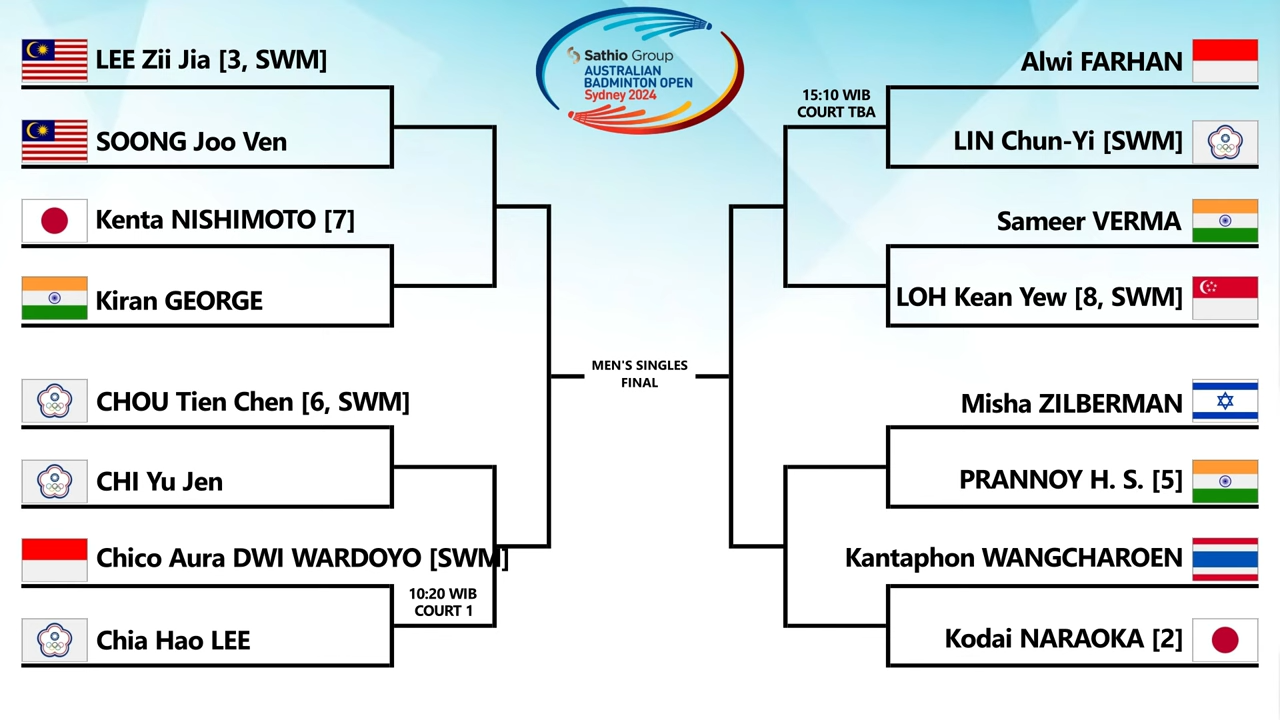 Sathio Group
AUSTRALIAN
BADMINTON OPEN
Sydney 2024
LEE Zii Jia [3, SWM]
SOONG Joo Ven
Kenta NISHIMOTO [7]
Kiran GEORGE
CHOU Tien Chen [6, SWM]
CHI Yu Jen
Chico Aura DWI WARDOYO [SWM]
10:20 WIB
COURT 1
Chia Hao LEE
MEN'S SINGLES
FINAL
Alwi FARHAN
15:10 WIB
COURT TBA
LIN Chun-Yi [SWM]
Sameer VERMA
LOH Kean Yew [8, SWM]
Misha ZILBERMAN
PRANNOY H. S. [5]
Kantaphon WANGCHAROEN
Kodai NARAOKA [2]